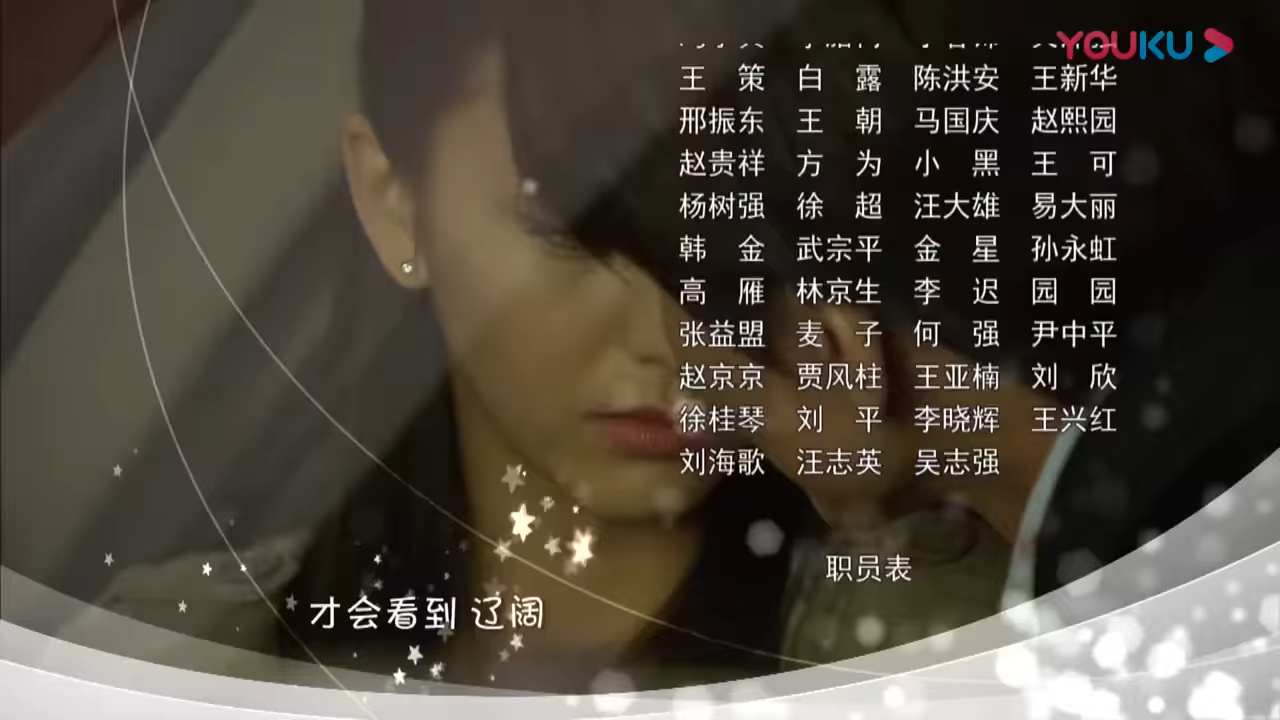 YOUKU
王策 白露 陈洪安 王新华
邢振东 王朝 马国庆 赵熙园
赵贵祥 方为 小黑 王可
杨树强 徐超 汪大雄 易大丽
韩金 武宗平 金星 孙永虹
高雁 林京生 李迟 园园
张益盟 麦子 何强 尹中平
赵京京 贾风柱 王亚楠 刘欣
徐桂琴 刘平 李晓辉 王兴红
刘海歌 汪志英 吴志强
职员表
才会看到 辽阔